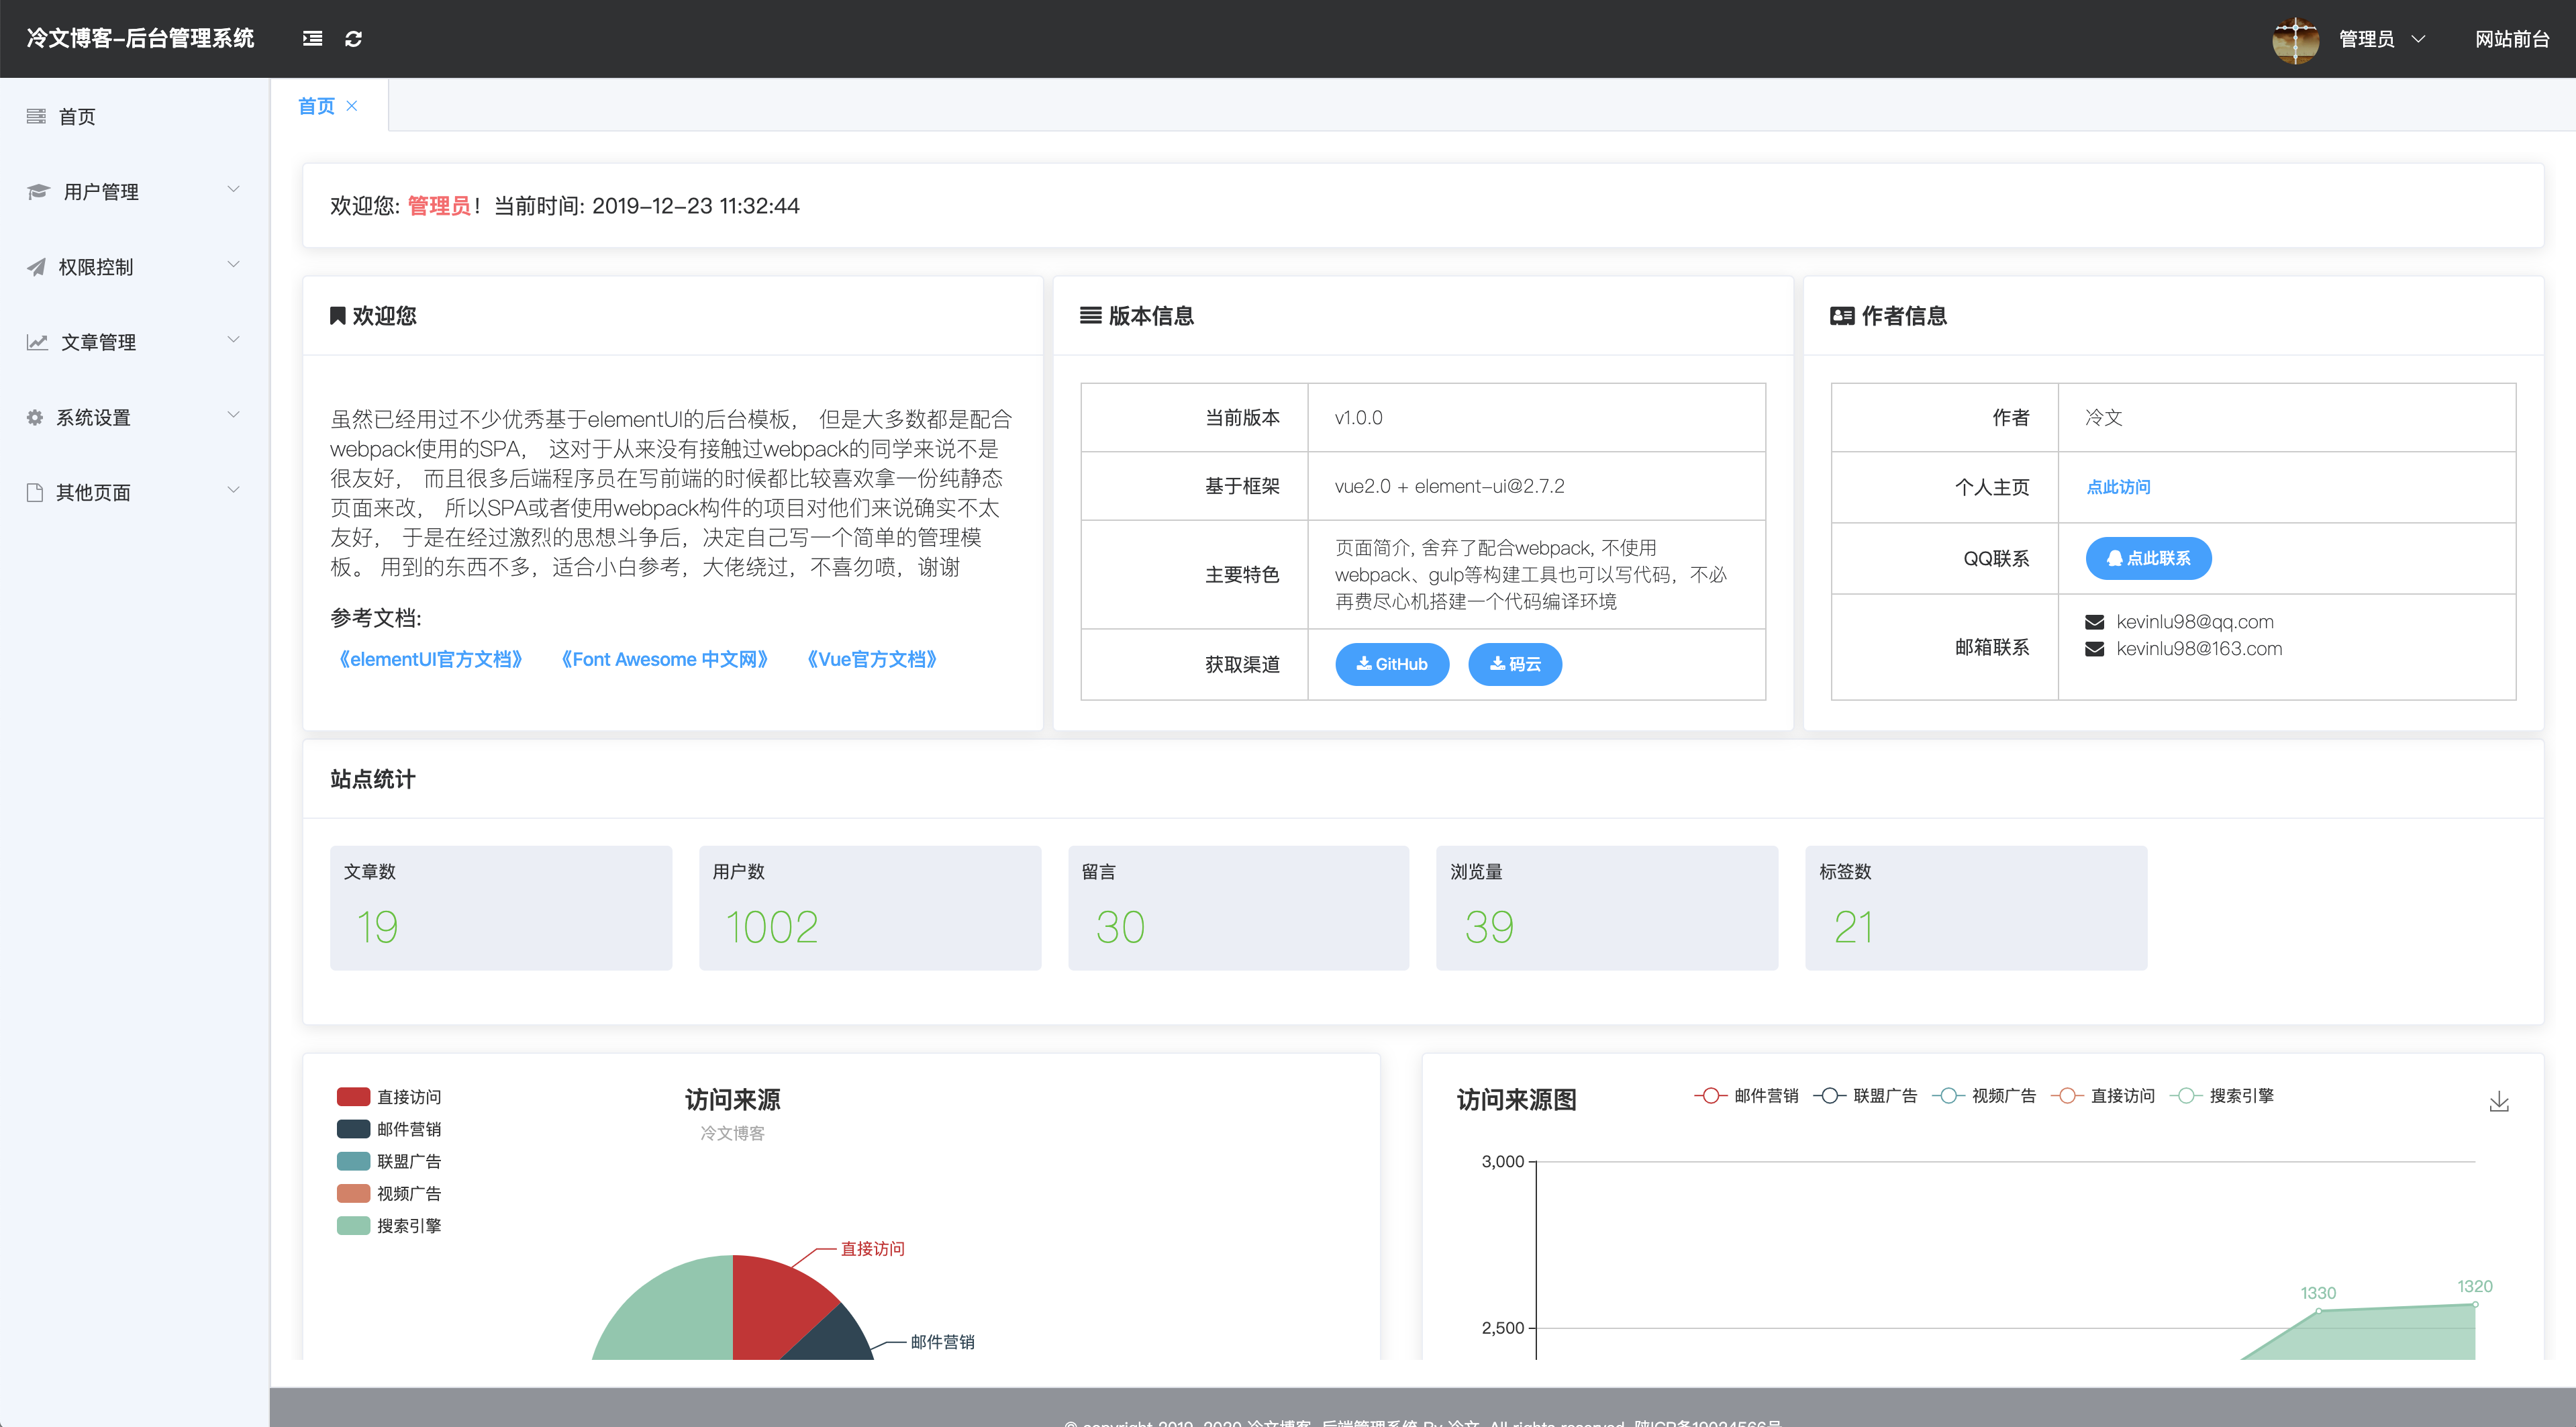 冷文博客-后台管理系统
管理员
网站前台
首页
用户管理
权限控制
文章管理
系统设置
其他页面
首页 ×
欢迎您: 管理员！当前时间: 2019-12-23 11:32:44
欢迎您
虽然已经用过不少优秀基于elementUI的后台模板， 但是大多数都是配合
webpack使用的SPA， 这对于从来没有接触过webpack的同学来说不是
很友好， 而且很多后端程序员在写前端的时候都比较喜欢拿一份纯静态
页面来改， 所以SPA或者使用webpack构件的项目对他们来说确实不太
友好， 于是在经过激烈的思想斗争后，决定自己写一个简单的管理模
板。 用到的东西不多，适合小白参考，大佬绕过，不喜勿喷，谢谢
参考文档:
《elementUI官方文档》 《Font Awesome 中文网》 《Vue官方文档》
版本信息
当前版本 v1.0.0
基于框架 vue2.0 + element-ui@2.7.2
主要特色
页面简介, 舍弃了配合webpack, 不使用
webpack、gulp等构建工具也可以写代码，不必
再费尽心机搭建一个代码编译环境
获取渠道 GitHub 码云
作者信息
作者 冷文
个人主页 点此访问
QQ联系 点此联系
邮箱联系
kevinlu98@qq.com
kevinlu98@163.com
站点统计
文章数
19
用户数
1002
留言
30
浏览量
39
标签数
21
直接访问
邮件营销
联盟广告
视频广告
搜索引擎
访问来源
冷文博客
直接访问
邮件营销
访问来源图
邮件营销 联盟广告 视频广告 直接访问 搜索引擎
3,000
2,500
1330
1320
© copyright 2019-2020 冷文博客-后端管理系统 By 冷文. All rights reserved.